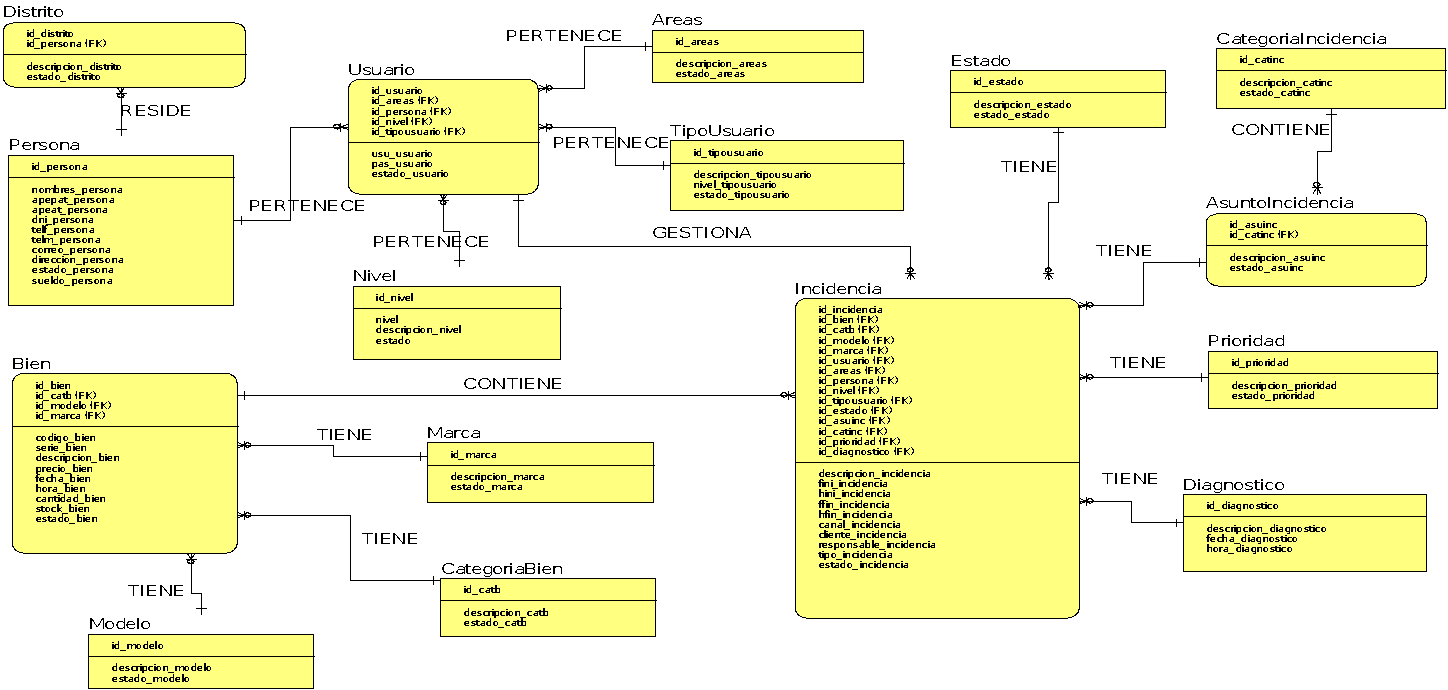 Distrito
id_distrito
id_persona (FK)
descripcion_distrito
estado_distrito
RESIDE
Persona
id_persona
nombres_persona
apepat_persona
apeat_persona
dni_persona
telf_persona
telm_persona
correo_persona
direccion_persona
estado_persona
sueldo_persona
PERTENECE
Usuario
id_usuario
id_areas (FK)
id_persona (FK)
id_nivel (FK)
id_tipousuario (FK)
usu_usuario
pas_usuario
estado_usuario
PERTENECE
Areas
id_areas
descripcion_areas
estado_areas
PERTENECE
TipoUsuario
id_tipousuario
descripcion_tipousuario
nivel_tipousuario
estado_tipousuario
PERTENECE
Nivel
id_nivel
nivel
descripcion_nivel
estado
GESTIONA
Estado
id_estado
descripcion_estado
estado_estado
TIENE
CategoriaIncidencia
id_catinc
descripcion_catinc
estado_catinc
CONTIENE
AsuntoIncidencia
id_asuinc
id_catinc (FK)
descripcion_asuinc
estado_asuinc
TIENE
Incidencia
id_incidencia
id_bien (FK)
id_catb (FK)
id_modelo (FK)
id_marca (FK)
id_usuario (FK)
id_areas (FK)
id_persona (FK)
id_nivel (FK)
id_tipousuario (FK)
id_estado (FK)
id_asuinc (FK)
id_catinc (FK)
id_prioridad (FK)
id_diagnostico (FK)
descripcion_incidencia
fini_incidencia
hini_incidencia
ffin_incidencia
hfin_incidencia
canal_incidencia
cliente_incidencia
responsable_incidencia
tipo_incidencia
estado_incidencia
TIENE
Prioridad
id_prioridad
descripcion_prioridad
estado_prioridad
TIENE
Diagnostico
id_diagnostico
descripcion_diagnostico
fecha_diagnostico
hora_diagnostico
Bien
id_bien
id_catb (FK)
id_modelo (FK)
id_marca (FK)
codigo_bien
serie_bien
descripcion_bien
precio_bien
fecha_bien
hora_bien
cantidad_bien
stock_bien
estado_bien
CONTIENE
TIENE
Marca
id_marca
descripcion_marca
estado_marca
TIENE
CategoriaBien
id_catb
descripcion_catb
estado_catb
TIENE
Modelo
id_modelo
descripcion_modelo
estado_modelo